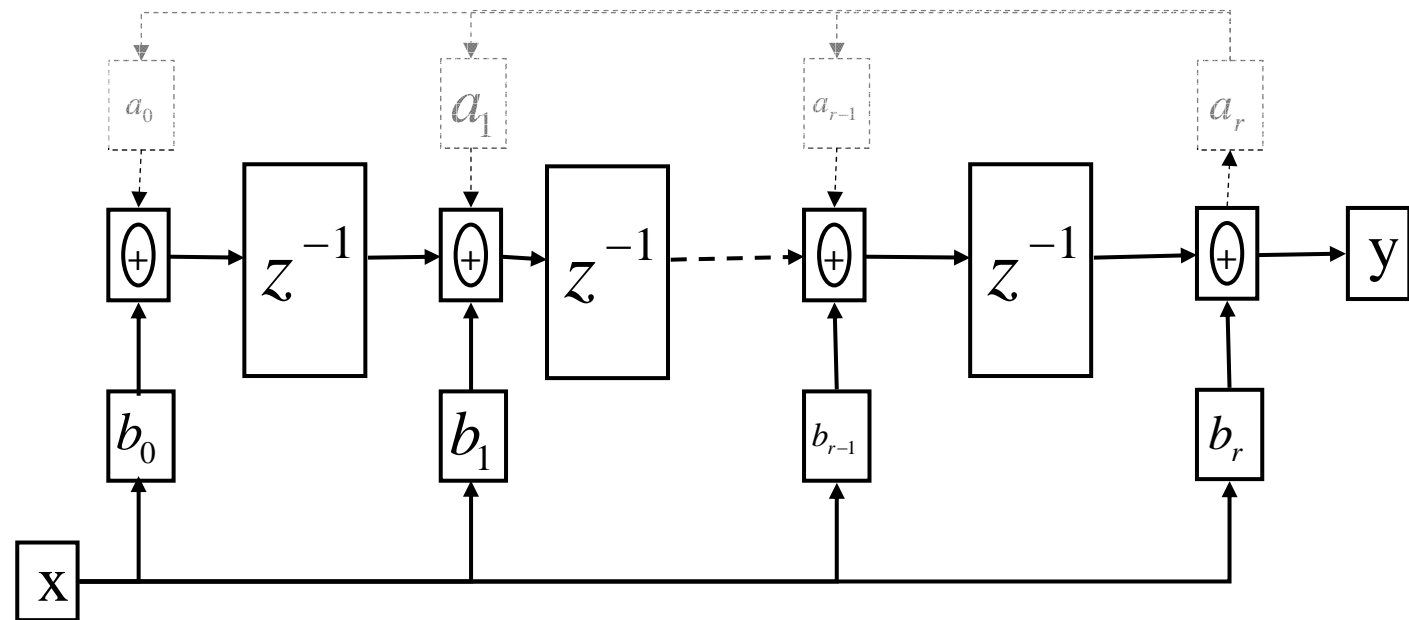 a₀ a₁ aᵣ₋₁ aᵣ
+ z⁻¹ + z⁻¹ + z⁻¹ + y
b₀ b₁ bᵣ₋₁ bᵣ
x